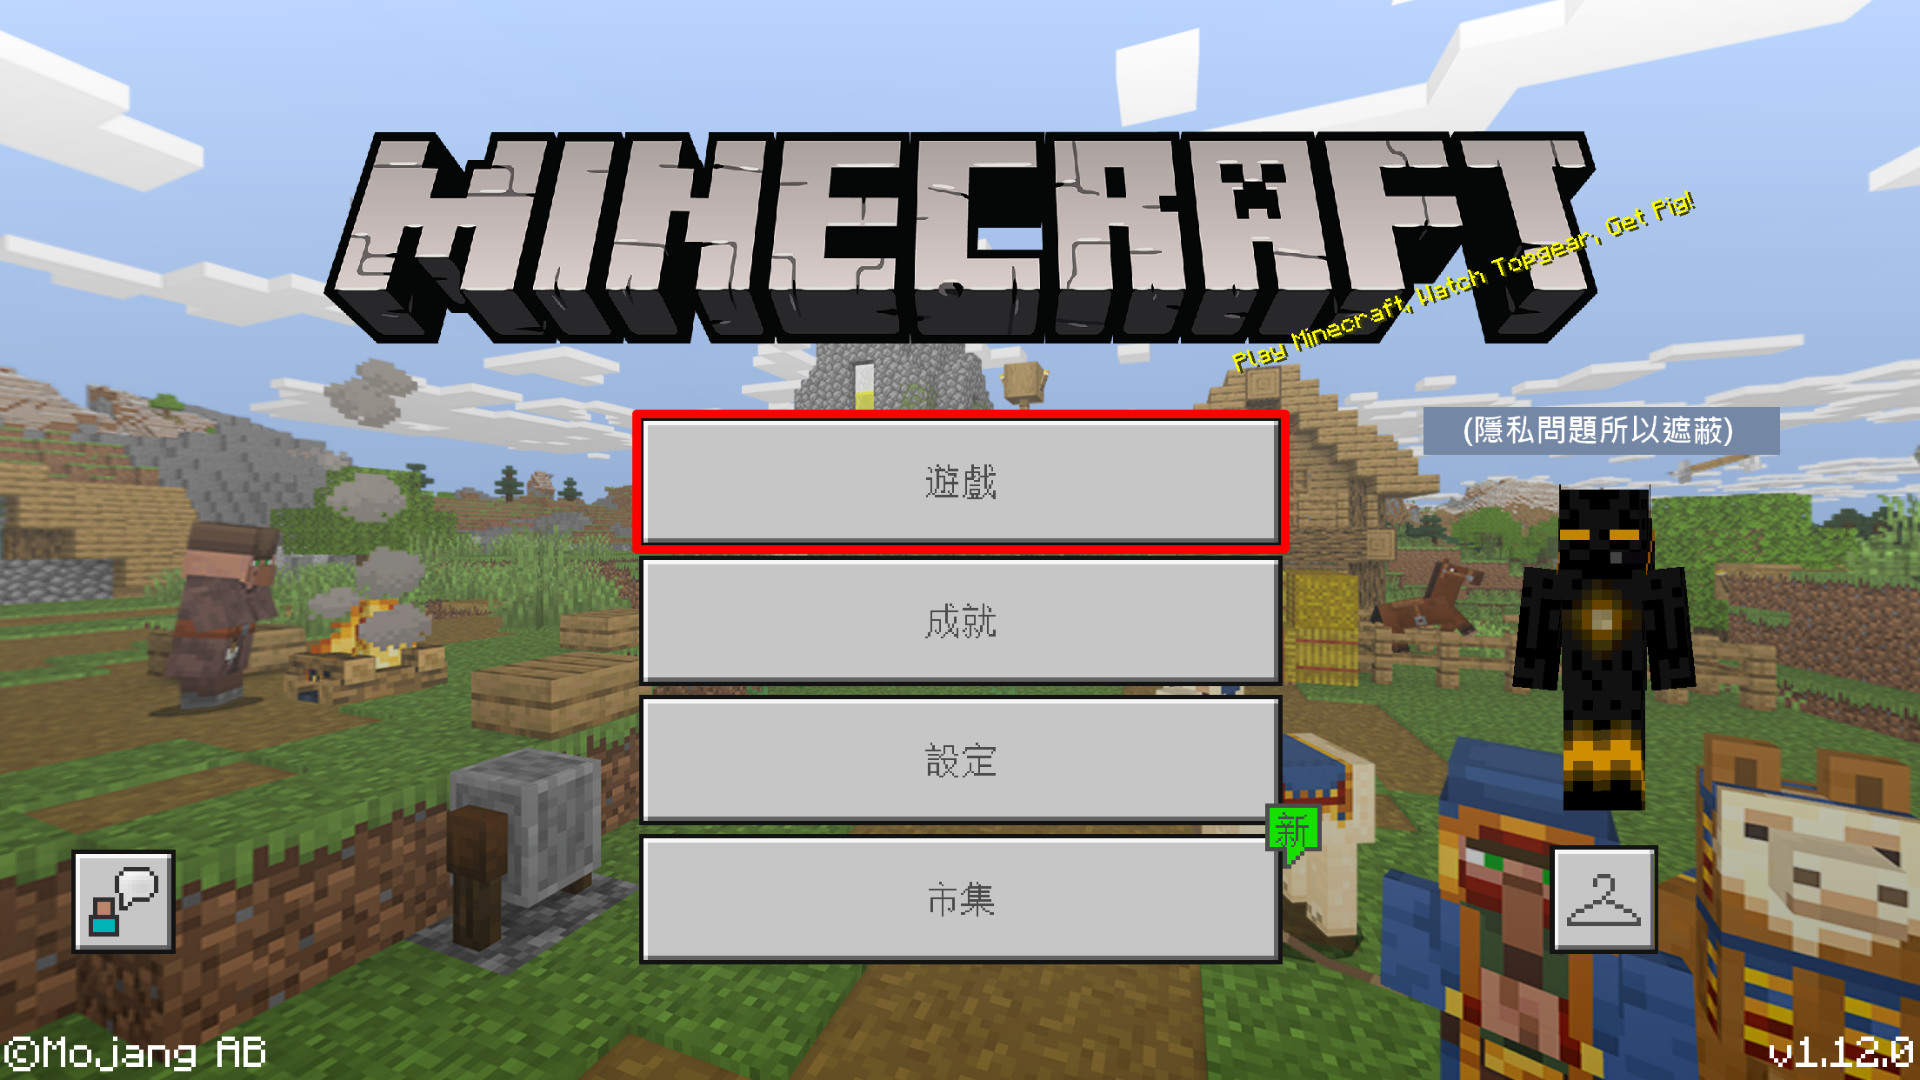 MINECRAFT
Play Minecraft, Watch Topgear, Get Pig!
(隱私問題所以遮蔽)
遊戲
成就
設定
新
市集
©Mojang AB
v1.12.0